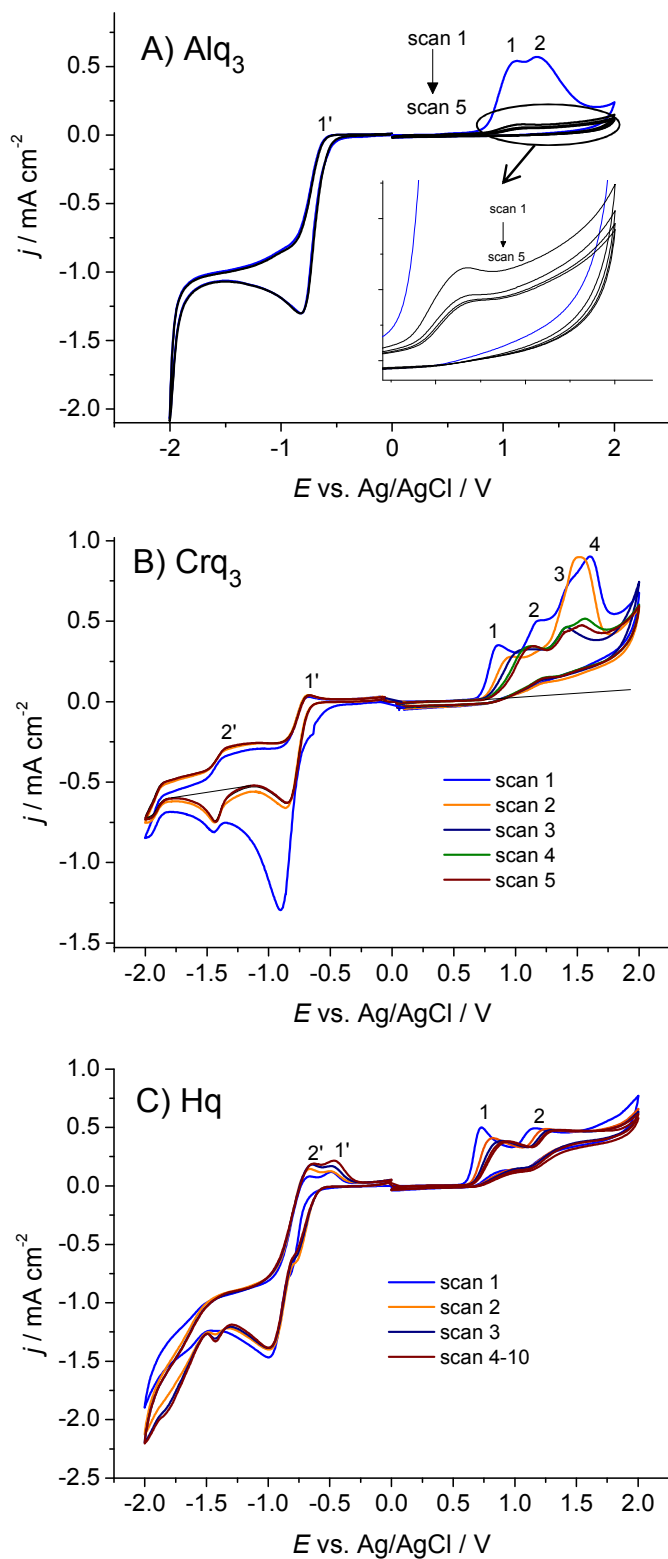 A) Alq3
scan 1
scan 5
1 2
1'
0.5
0.0
-0.5
-1.0
-1.5
-2.0
j / mA cm-2
scan 1
scan 5
-2 -1 0 1 2
E vs. Ag/AgCl / V
B) Crq3
1.0
0.5
0.0
-0.5
-1.0
-1.5
j / mA cm-2
1 2 3 4
1'
2'
scan 1
scan 2
scan 3
scan 4
scan 5
-2.0 -1.5 -1.0 -0.5 0.0 0.5 1.0 1.5 2.0
E vs. Ag/AgCl / V
C) Hq
1.0
0.5
0.0
-0.5
-1.0
-1.5
-2.0
-2.5
j / mA cm-2
2' 1'
1 2
scan 1
scan 2
scan 3
scan 4-10
-2.0 -1.5 -1.0 -0.5 0.0 0.5 1.0 1.5 2.0
E vs. Ag/AgCl / V